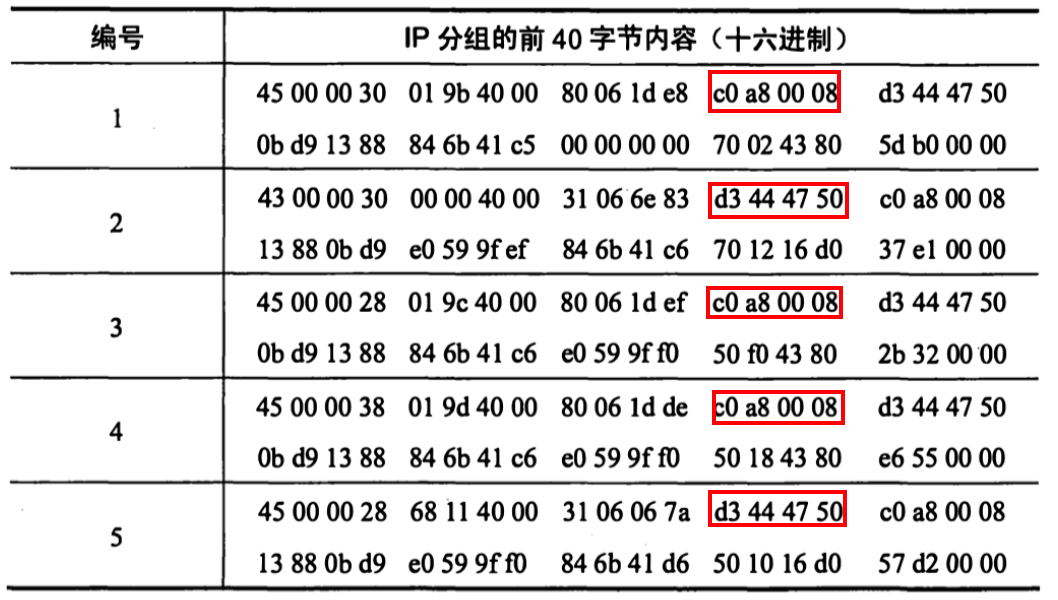 编号 IP 分组的前 40 字节内容（十六进制）
1
45 00 00 30 01 9b 40 00 80 06 1d e8 c0 a8 00 08 d3 44 47 50
0b d9 13 88 84 6b 41 c5 00 00 00 00 70 02 43 80 5d b0 00 00
2
43 00 00 30 00 00 40 00 31 06 6e 83 d3 44 47 50 c0 a8 00 08
13 88 0b d9 e0 59 9f ef 84 6b 41 c6 70 12 16 d0 37 e1 00 00
3
45 00 00 28 01 9c 40 00 80 06 1d ef c0 a8 00 08 d3 44 47 50
0b d9 13 88 84 6b 41 c6 e0 59 9f f0 50 f0 43 80 2b 32 00 00
4
45 00 00 38 01 9d 40 00 80 06 1d de c0 a8 00 08 d3 44 47 50
0b d9 13 88 84 6b 41 c6 e0 59 9f f0 50 18 43 80 e6 55 00 00
5
45 00 00 28 68 11 40 00 31 06 06 7a d3 44 47 50 c0 a8 00 08
13 88 0b d9 e0 59 9f f0 84 6b 41 d6 50 10 16 d0 57 d2 00 00